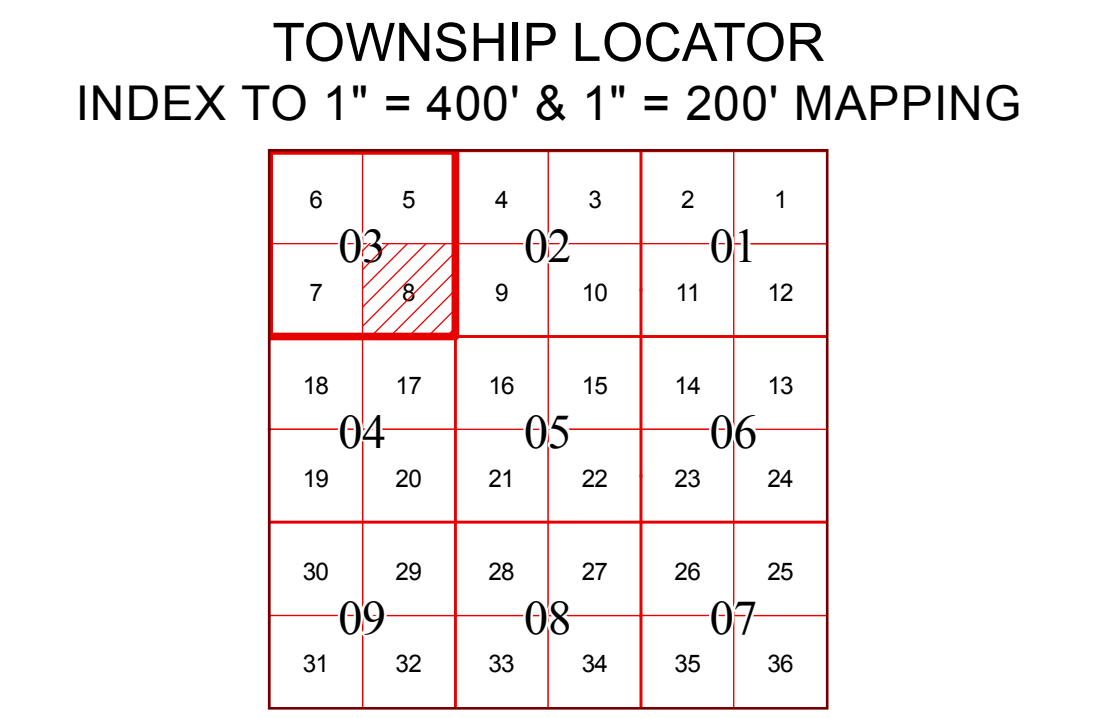 TOWNSHIP LOCATOR
INDEX TO 1" = 400' & 1" = 200' MAPPING
6 5 4 3 2 1
03 02 01
7 8 9 10 11 12
18 17 16 15 14 13
04 05 06
19 20 21 22 23 24
30 29 28 27 26 25
09 08 07
31 32 33 34 35 36